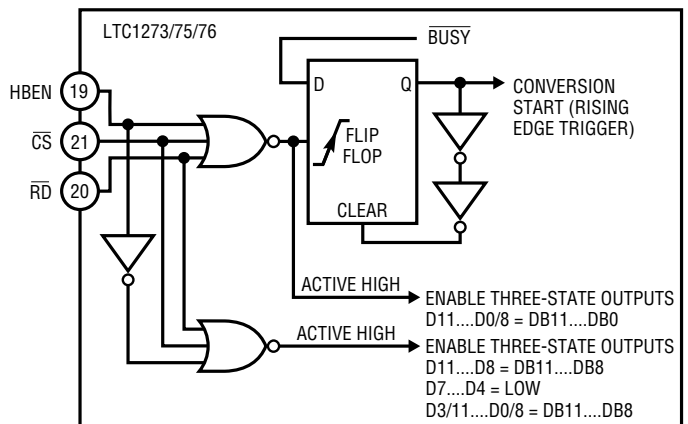 LTC1273/75/76
BUSY
HBEN
19
CS
21
RD
20
D
Q
FLIP
FLOP
CLEAR
CONVERSION
START (RISING
EDGE TRIGGER)
ACTIVE HIGH
ENABLE THREE-STATE OUTPUTS
D11....D0/8 = DB11....DB0
ACTIVE HIGH
ENABLE THREE-STATE OUTPUTS
D11....D8 = DB11....DB8
D7....D4 = LOW
D3/11....D0/8 = DB11....DB8